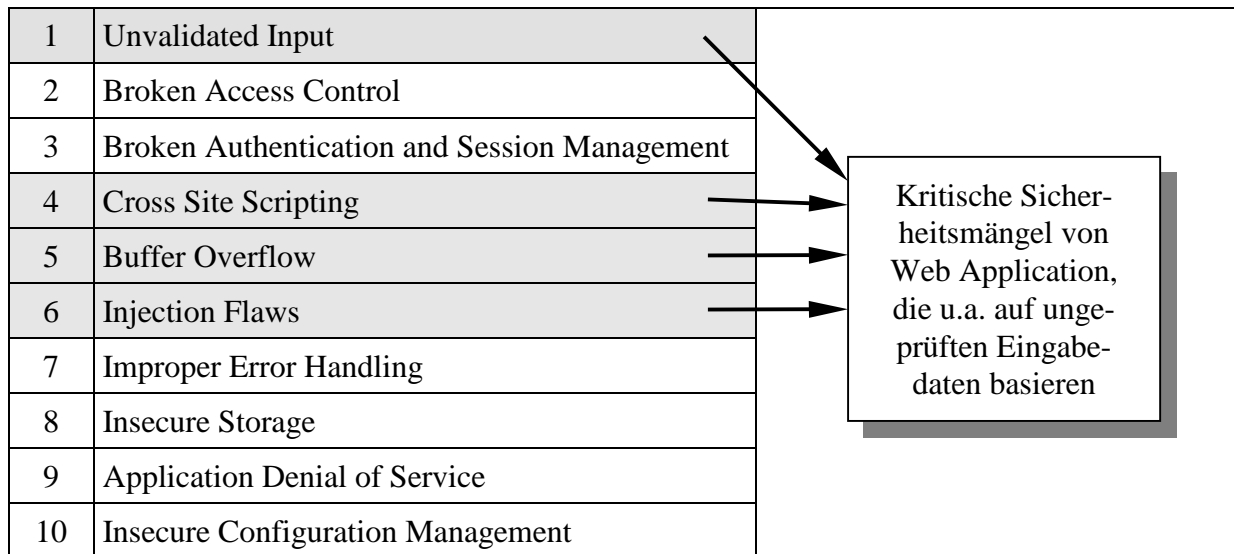 1 Unvalidated Input
2 Broken Access Control
3 Broken Authentication and Session Management
4 Cross Site Scripting
5 Buffer Overflow
6 Injection Flaws
7 Improper Error Handling
8 Insecure Storage
9 Application Denial of Service
10 Insecure Configuration Management
Kritische Sicher-
heitsmängel von
Web Application,
die u.a. auf unge-
prüften Eingabe-
daten basieren